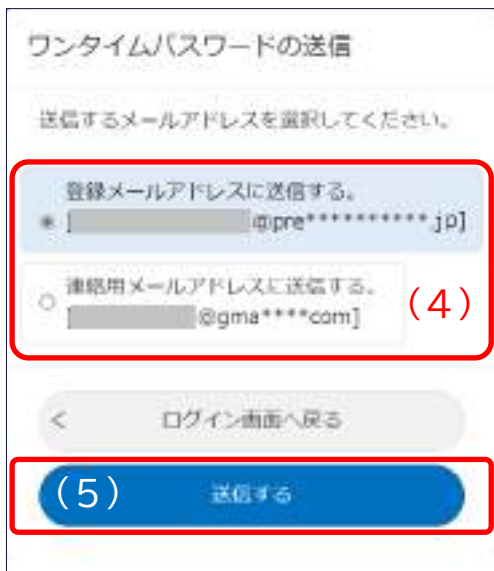 ワンタイムパスワードの送信
送信するメールアドレスを選択してください。
登録メールアドレスに送信する。
[ @pre**********.jp]
連絡用メールアドレスに送信する。
[ @gma****com]
(4)
< ログイン画面へ戻る
(5) 送信する